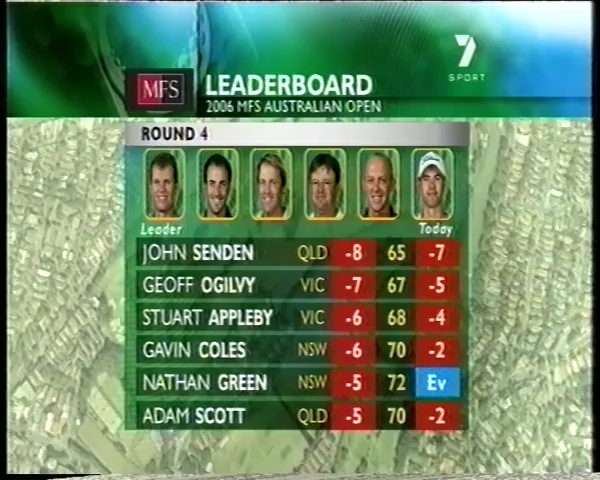 7
SPORT
MFS
LEADERBOARD
2006 MFS AUSTRALIAN OPEN
ROUND 4
Leader Today
JOHN SENDEN QLD -8 65 -7
GEOFF OGILVY VIC -7 67 -5
STUART APPLEBY VIC -6 68 -4
GAVIN COLES NSW -6 70 -2
NATHAN GREEN NSW -5 72 Ev
ADAM SCOTT QLD -5 70 -2